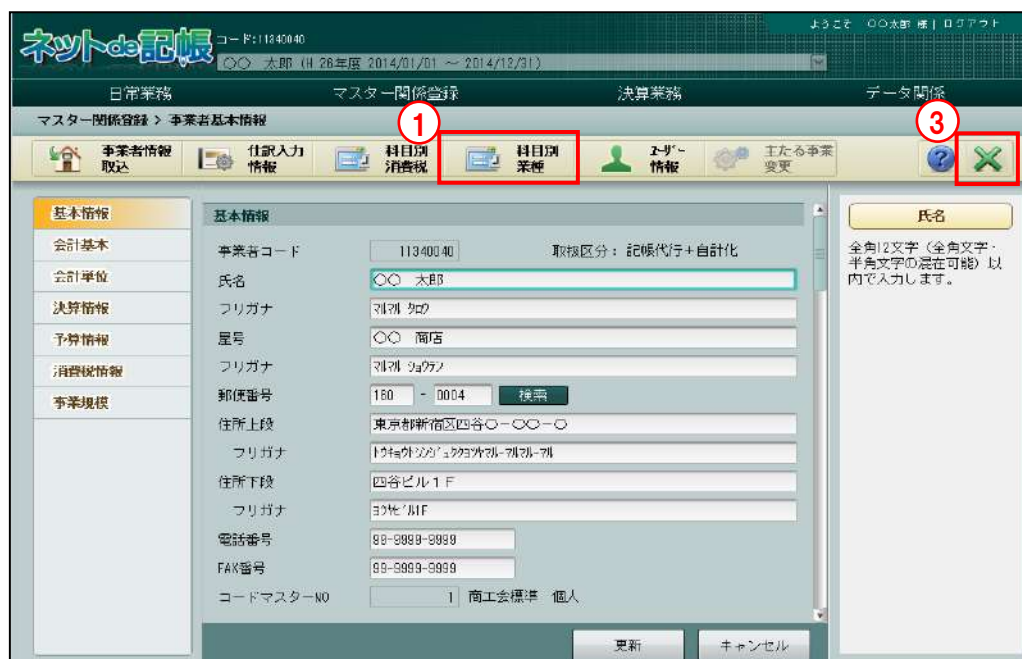 ようこそ 〇〇太郎 様 | ログアウト
ネットde記帳 コード:11340040
〇〇 太郎 (H 26年度 2014/01/01 ～ 2014/12/31)
日常業務 マスター関係登録 決算業務 データ関係
マスター関係登録 > 事業者基本情報
① ③
事業者情報取込 仕訳入力情報 科目別消費税 科目別業種 ユーザー情報 主たる事業変更
基本情報
会計基本
会計単位
決算情報
予算情報
消費税情報
事業規模
基本情報
事業者コード 11340040 取扱区分: 記帳代行+自計化
氏名 〇〇 太郎
フリガナ マルマル タロウ
屋号 〇〇 商店
フリガナ マルマル ショウテン
郵便番号 160 - 0004 検索
住所上段 東京都新宿区四谷〇-〇〇-〇
フリガナ ﾄｳｷｮｳﾄｼﾝｼﾞｭｸｸﾖﾂﾔﾏﾙ-ﾏﾙﾏﾙ-ﾏﾙ
住所下段 四谷ビル1F
フリガナ ﾖﾂﾔﾋﾞﾙ1F
電話番号 99-9999-9999
FAX番号 99-9999-9999
コードマスターNO 1 商工会標準 個人
更新 キャンセル
氏名
全角12文字（全角文字・
半角文字の混在可能）以
内で入力します。